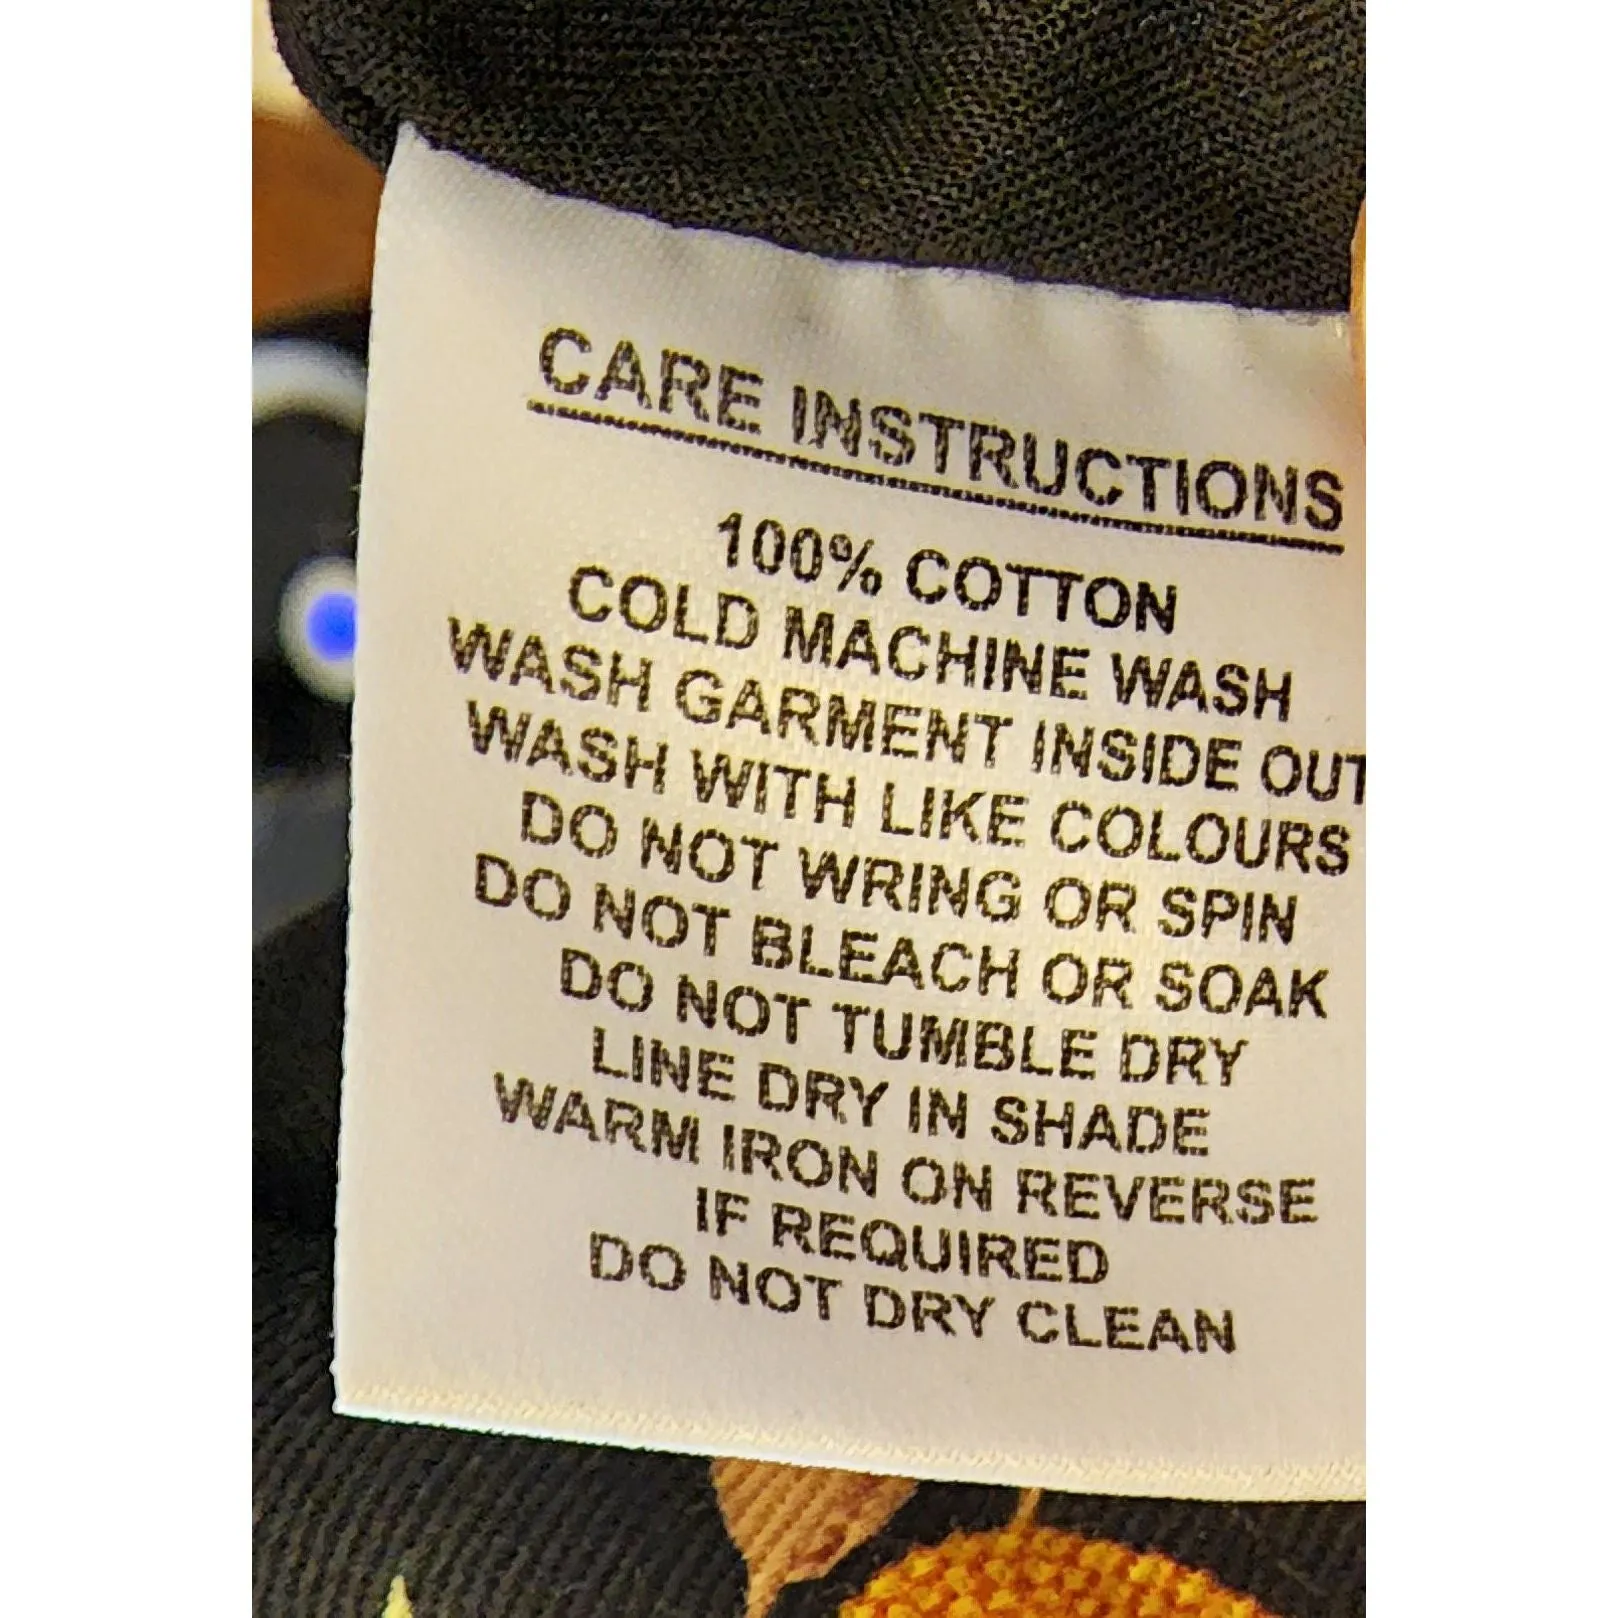 CARE INSTRUCTIONS
100% COTTON
COLD MACHINE WASH
WASH GARMENT INSIDE OUT
WASH WITH LIKE COLOURS
DO NOT WRING OR SPIN
DO NOT BLEACH OR SOAK
DO NOT TUMBLE DRY
LINE DRY IN SHADE
WARM IRON ON REVERSE
IF REQUIRED
DO NOT DRY CLEAN